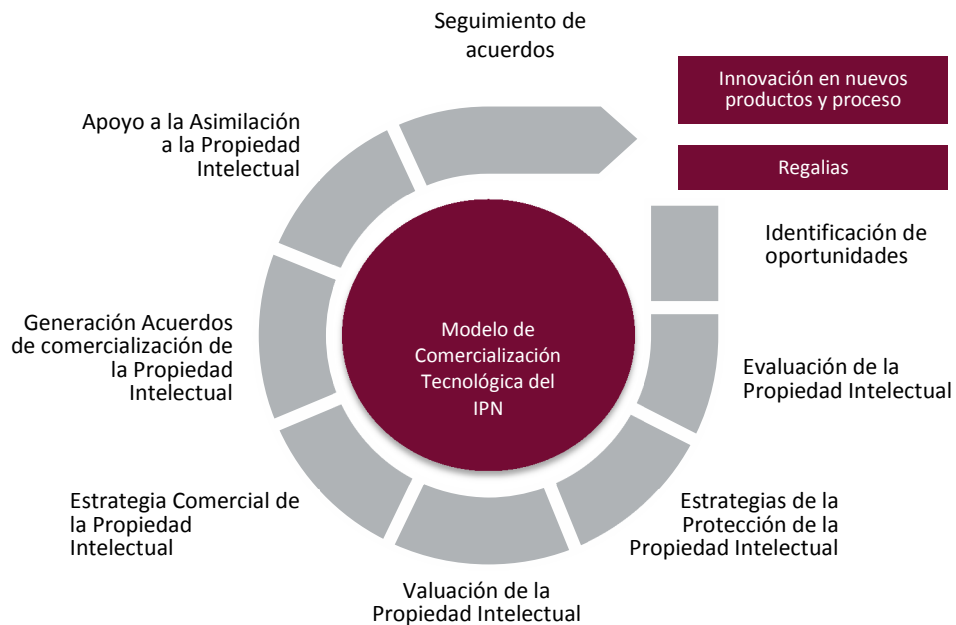 Seguimiento de
acuerdos
Innovación en nuevos
productos y proceso
Regalias
Identificación de
oportunidades
Evaluación de la
Propiedad Intelectual
Estrategias de la
Protección de la
Propiedad Intelectual
Valuación de la
Propiedad Intelectual
Estrategia Comercial de
la Propiedad
Intelectual
Generación Acuerdos
de comercialización de
la Propiedad
Intelectual
Apoyo a la Asimilación
a la Propiedad
Intelectual
Modelo de
Comercialización
Tecnológica del
IPN